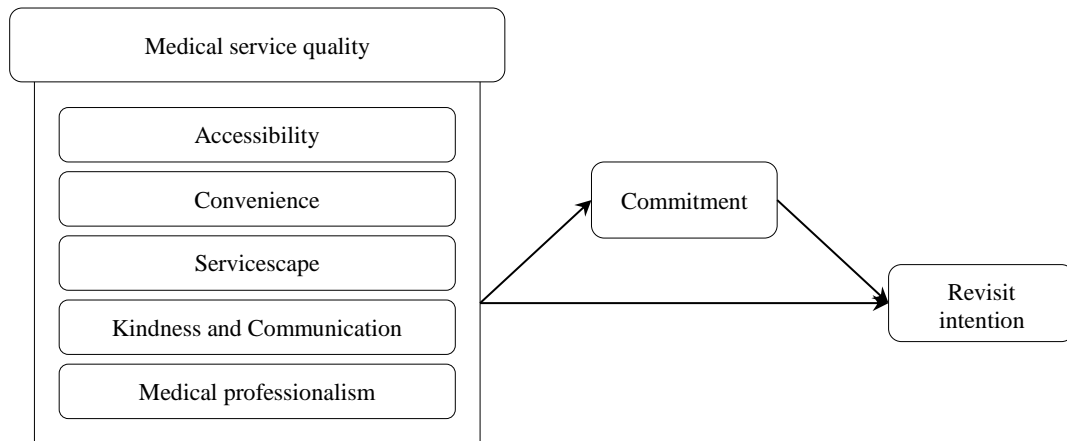 Medical service quality
Accessibility
Convenience
Servicescape
Kindness and Communication
Medical professionalism
Commitment
Revisit
intention